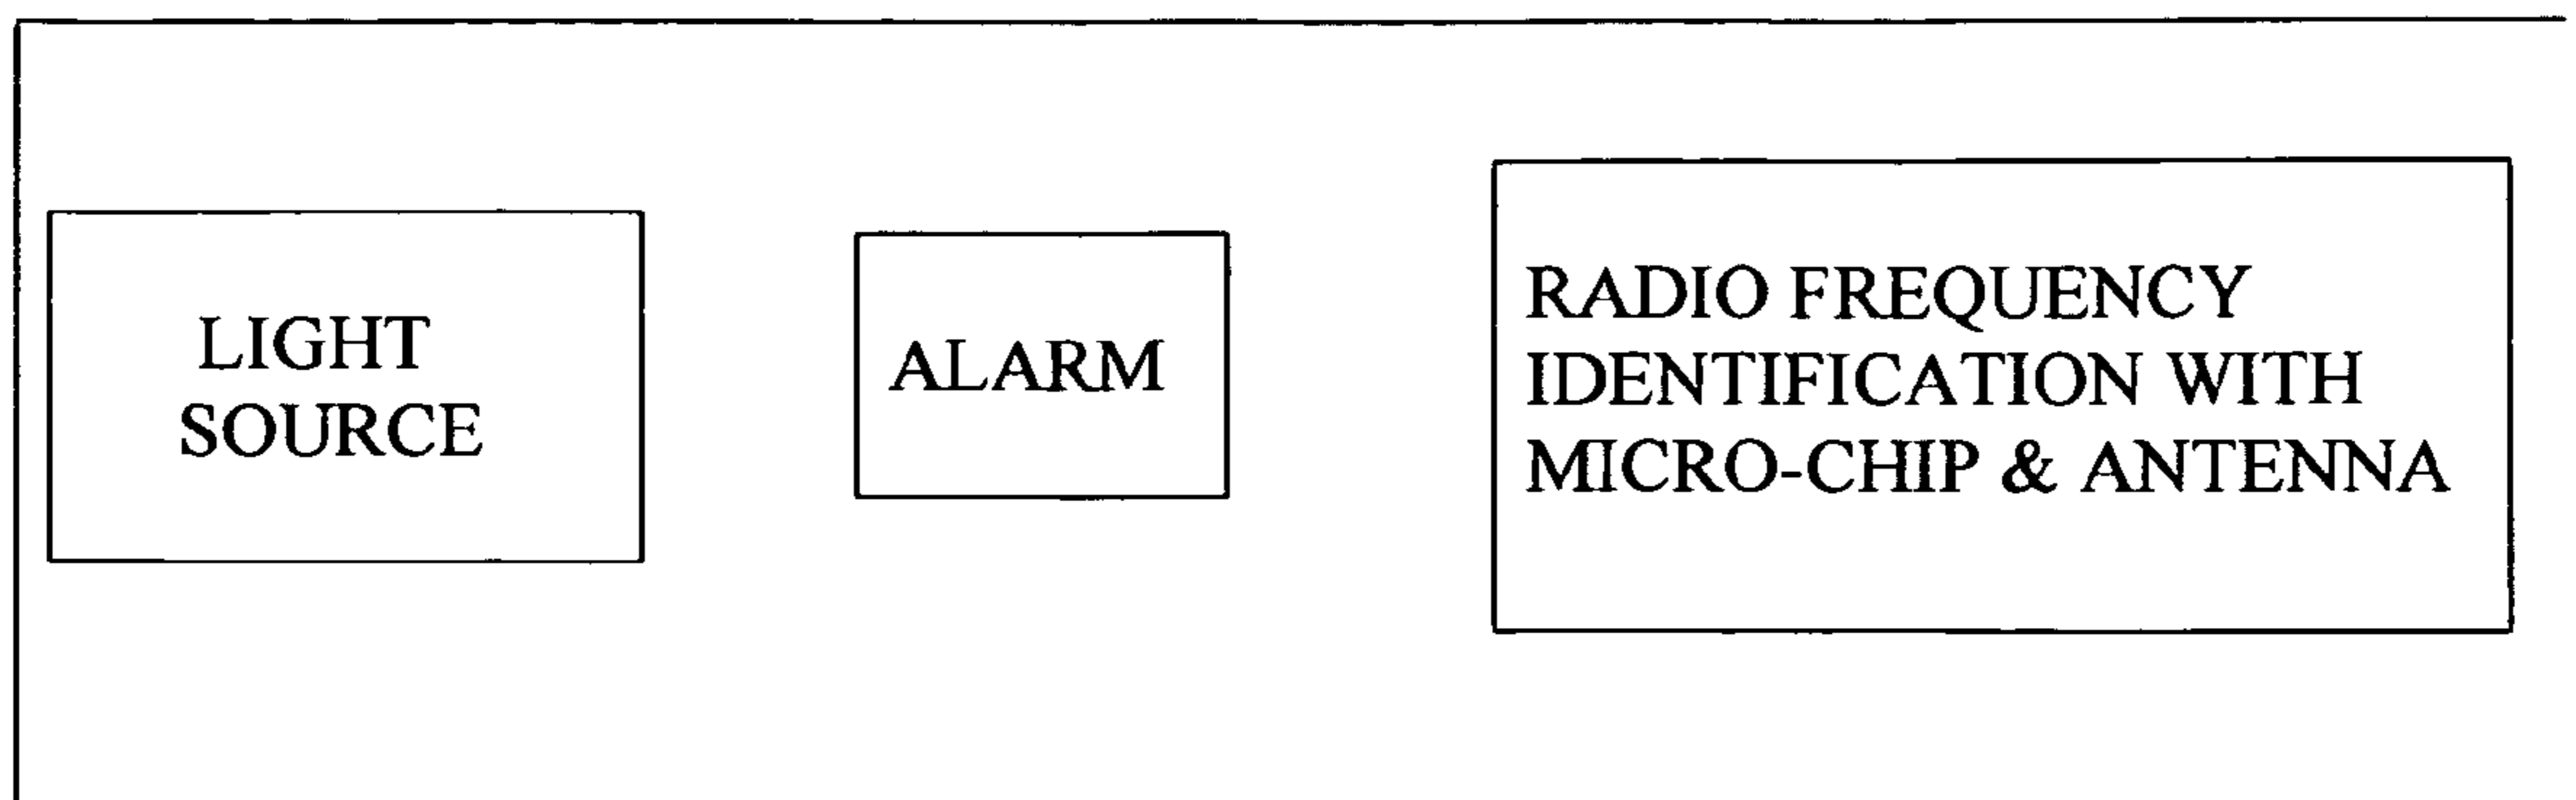 LIGHT
SOURCE
ALARM
RADIO FREQUENCY
IDENTIFICATION WITH
MICRO-CHIP & ANTENNA